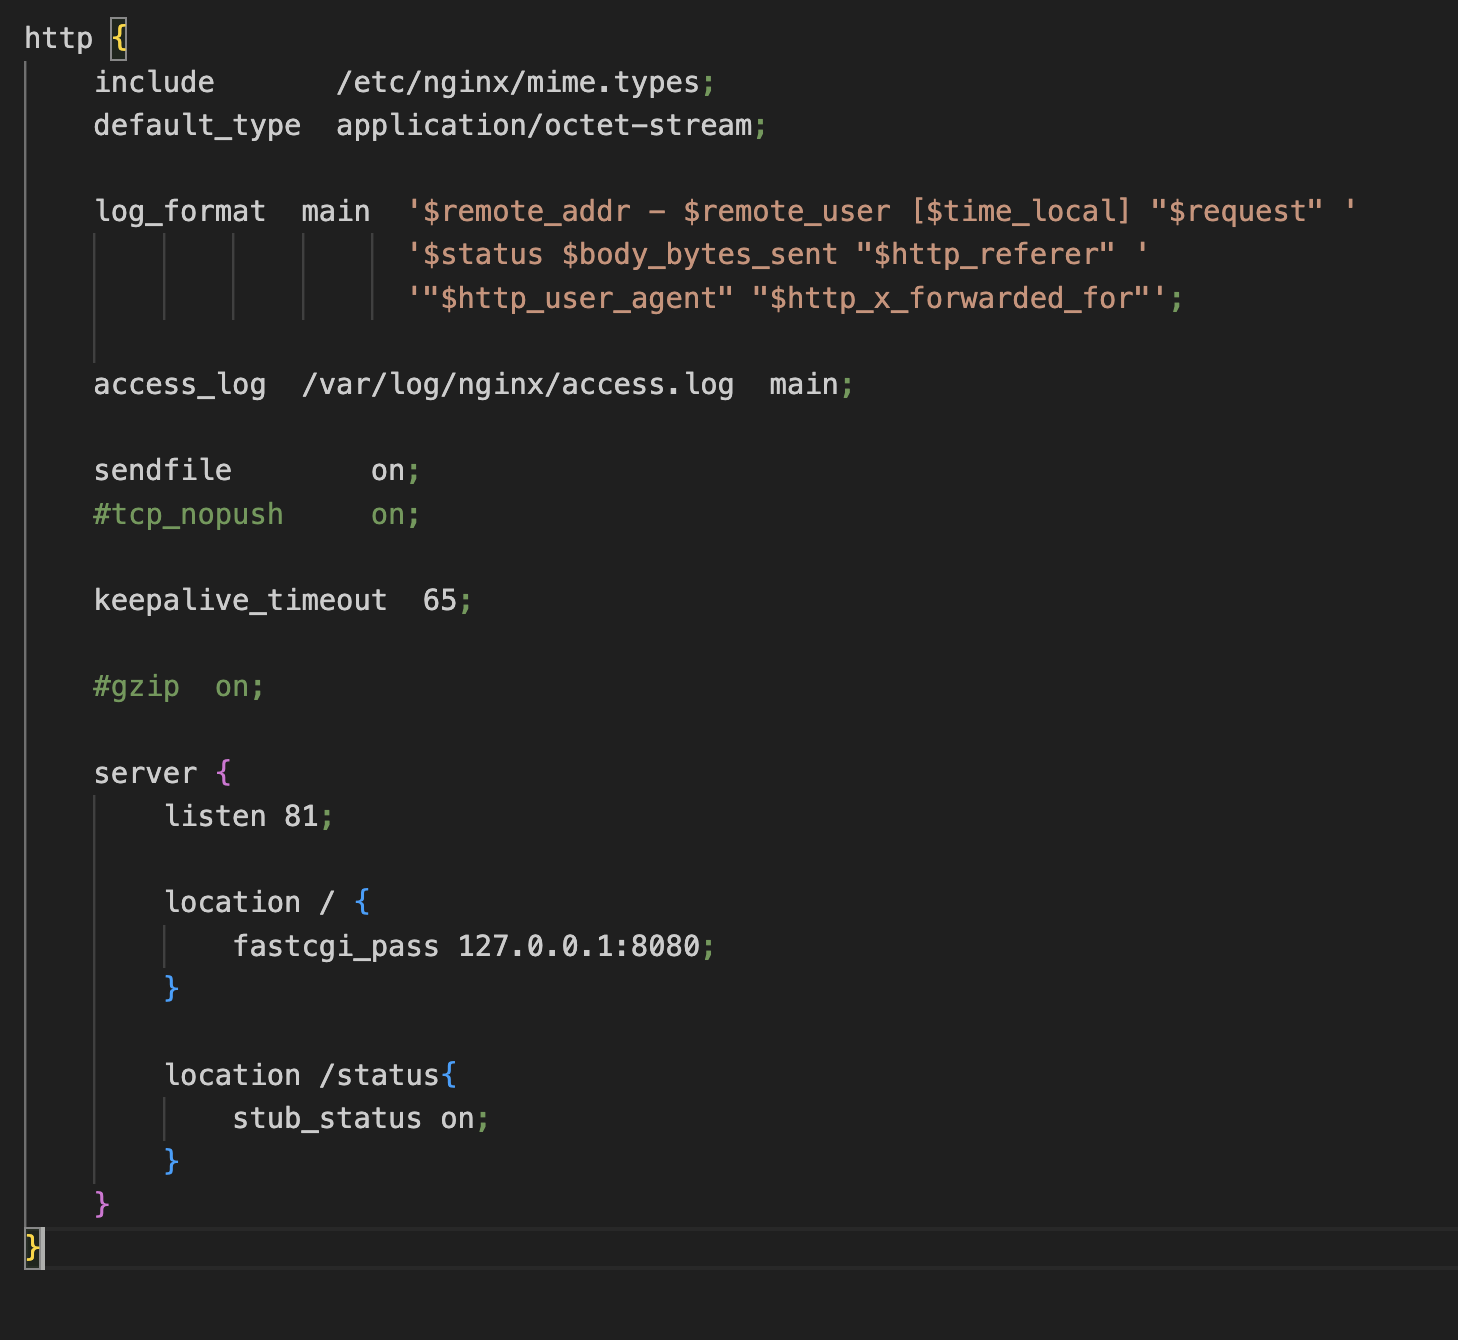 http {
    include       /etc/nginx/mime.types;
    default_type  application/octet-stream;

    log_format  main  '$remote_addr - $remote_user [$time_local] "$request" '
                      '$status $body_bytes_sent "$http_referer" '
                      '"$http_user_agent" "$http_x_forwarded_for"';

    access_log  /var/log/nginx/access.log  main;

    sendfile        on;
    #tcp_nopush     on;

    keepalive_timeout  65;

    #gzip  on;

    server {
        listen 81;

        location / {
            fastcgi_pass 127.0.0.1:8080;
        }

        location /status{
            stub_status on;
        }
    }
}